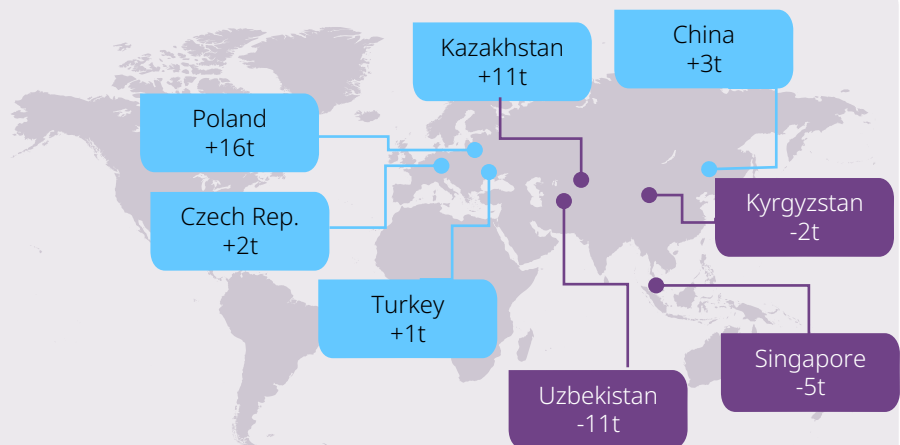 Kazakhstan
+11t
China
+3t
Poland
+16t
Czech Rep.
+2t
Kyrgyzstan
-2t
Turkey
+1t
Singapore
-5t
Uzbekistan
-11t